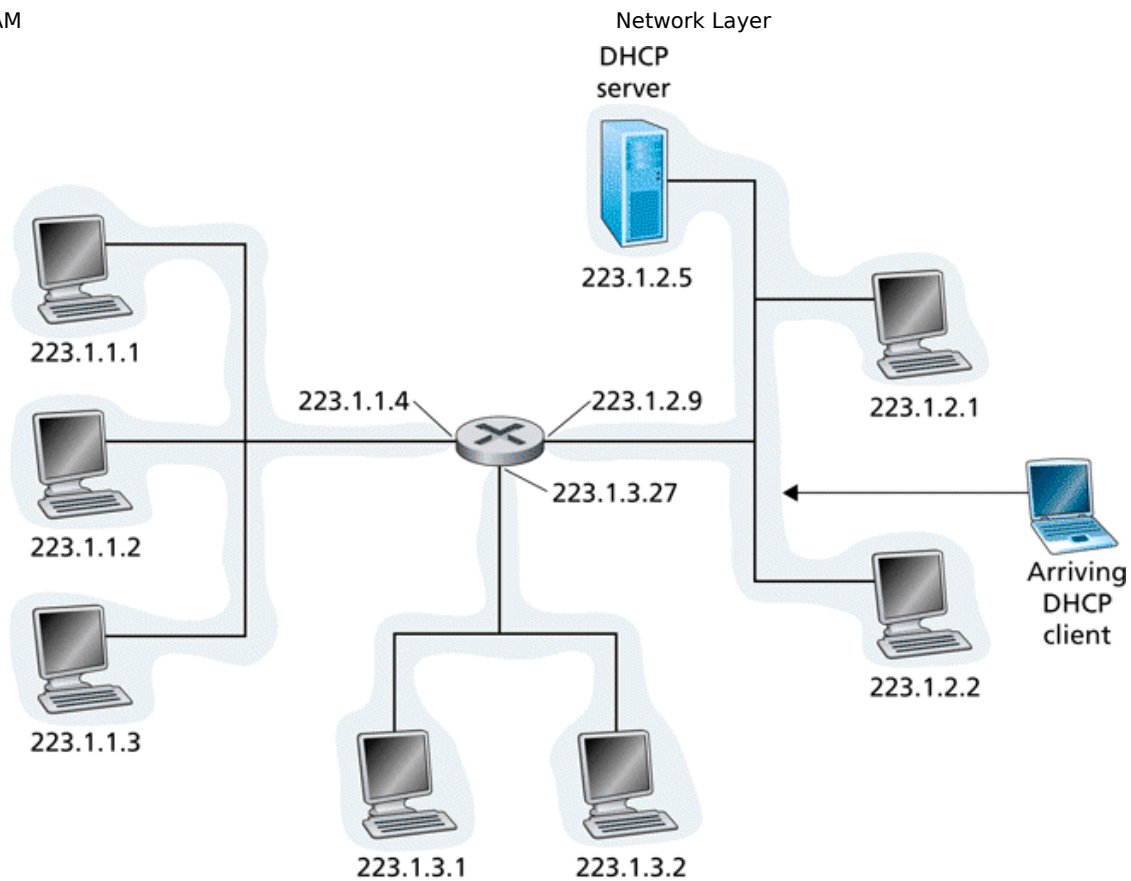 AM
Network Layer
DHCP
server
223.1.2.5
223.1.1.1
223.1.2.1
223.1.1.4
223.1.2.9
223.1.3.27
223.1.1.2
Arriving
DHCP
client
223.1.2.2
223.1.1.3
223.1.3.1
223.1.3.2